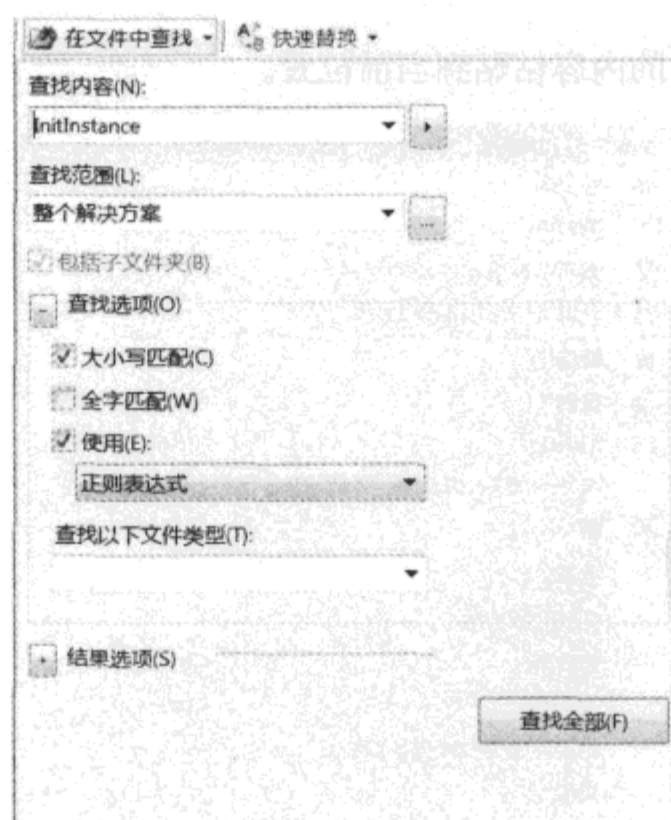 在文件中查找 快速替换
查找内容(N):
InitInstance
查找范围(L):
整个解决方案
包括子文件夹(B)
查找选项(O)
大小写匹配(C)
全字匹配(W)
使用(E):
正则表达式
查找以下文件类型(T):
结果选项(S)
查找全部(F)